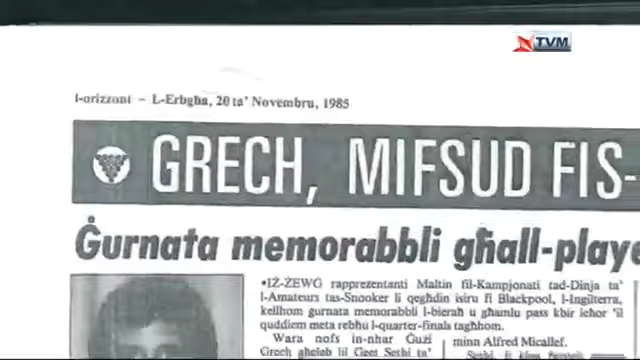 TVM
l-orizzont – L-Erbgħa, 20 ta' Novembru, 1985
GRECH, MIFSUD FIS-
Ġurnata memorabbli għall-playe
•IŻ-ŻEWĠ rappreżentanti Maltin fil-Kampjonati tad-Dinja ta'
l-Amateurs tas-Snooker li qegħdin isiru fi Blackpool, l-Ingilterra,
kellhom ġurnata memorabbli l-bieraħ u għamlu pass kbir ieħor 'il
quddiem meta rebħu l-quarter-finals tagħhom.
Wara nofs in-nhar Ġużi
Grech għeleb lil Geet Sethi ta'
minn Alfred Micallef.